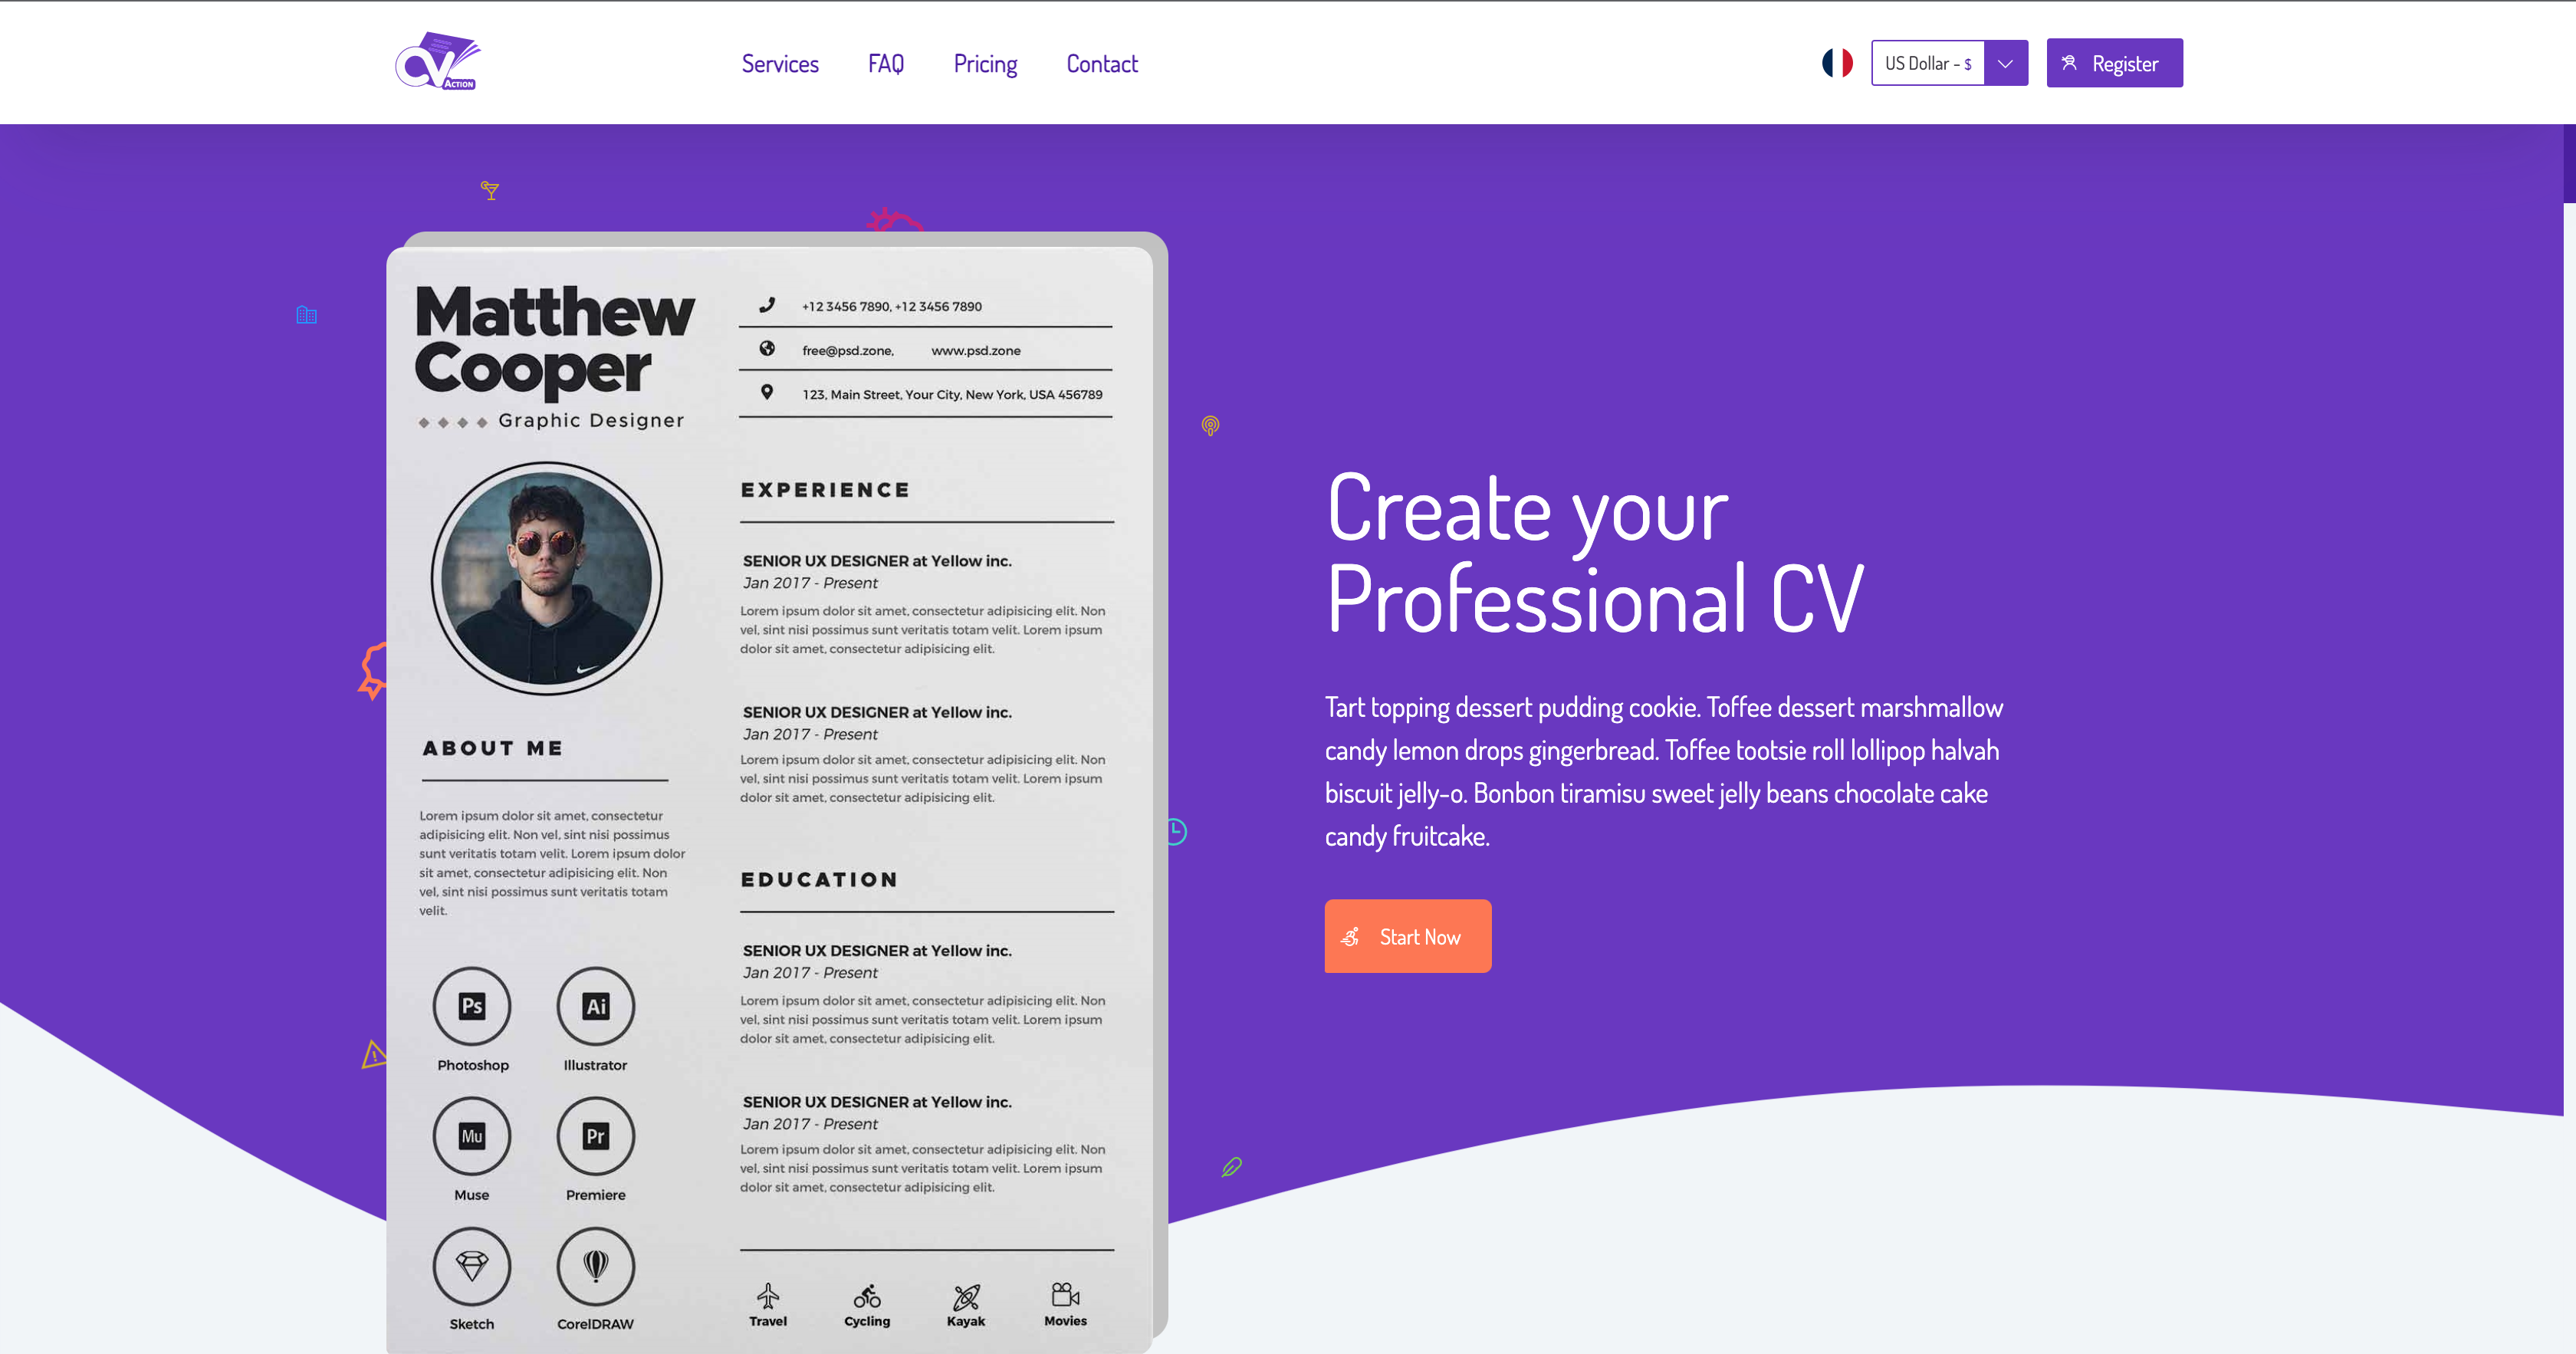 CV ACTION
Services
FAQ
Pricing
Contact
US Dollar - $
Register
Matthew
Cooper
Graphic Designer
+12 3456 7890, +12 3456 7890
free@psd.zone, www.psd.zone
123, Main Street, Your City, New York, USA 456789
ABOUT ME
Lorem ipsum dolor sit amet, consectetur
adipisicing elit. Non vel, sint nisi possimus
sunt veritatis totam velit. Lorem ipsum dolor
sit amet, consectetur adipisicing elit. Non
vel, sint nisi possimus sunt veritatis totam
velit.
Ps
Ai
Photoshop
Illustrator
Mu
Pr
Muse
Premiere
Sketch
CorelDRAW
EXPERIENCE
SENIOR UX DESIGNER at Yellow inc.
Jan 2017 - Present
Lorem ipsum dolor sit amet, consectetur adipisicing elit. Non
vel, sint nisi possimus sunt veritatis totam velit. Lorem ipsum
dolor sit amet, consectetur adipisicing elit.
SENIOR UX DESIGNER at Yellow inc.
Jan 2017 - Present
Lorem ipsum dolor sit amet, consectetur adipisicing elit. Non
vel, sint nisi possimus sunt veritatis totam velit. Lorem ipsum
dolor sit amet, consectetur adipisicing elit.
EDUCATION
SENIOR UX DESIGNER at Yellow inc.
Jan 2017 - Present
Lorem ipsum dolor sit amet, consectetur adipisicing elit. Non
vel, sint nisi possimus sunt veritatis totam velit. Lorem ipsum
dolor sit amet, consectetur adipisicing elit.
SENIOR UX DESIGNER at Yellow inc.
Jan 2017 - Present
Lorem ipsum dolor sit amet, consectetur adipisicing elit. Non
vel, sint nisi possimus sunt veritatis totam velit. Lorem ipsum
dolor sit amet, consectetur adipisicing elit.
Travel
Cycling
Kayak
Movies
Create your
Professional CV
Tart topping dessert pudding cookie. Toffee dessert marshmallow
candy lemon drops gingerbread. Toffee tootsie roll lollipop halvah
biscuit jelly-o. Bonbon tiramisu sweet jelly beans chocolate cake
candy fruitcake.
Start Now